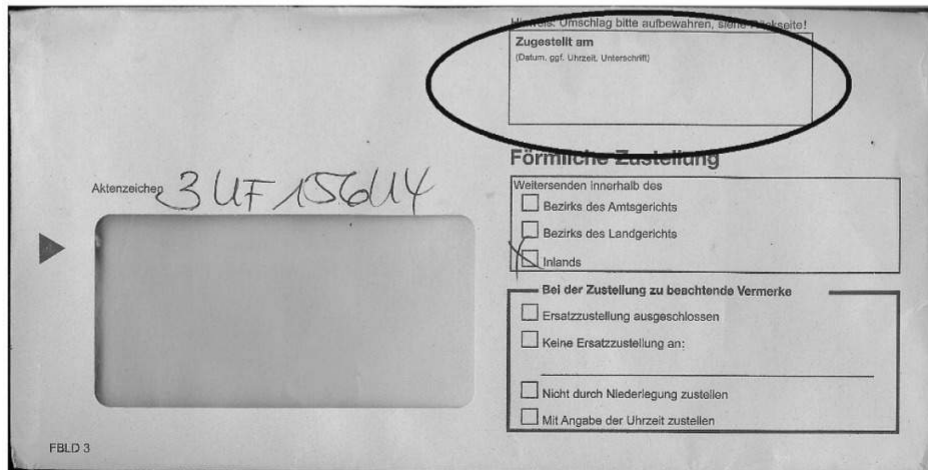 Hinweis: Umschlag bitte aufbewahren, siehe Rückseite!
Zugestellt am
(Datum, ggf. Uhrzeit, Unterschrift)
Förmliche Zustellung
Aktenzeichen 3 UF 156/14
Weitersenden innerhalb des
Bezirks des Amtsgerichts
Bezirks des Landgerichts
Inlands
Bei der Zustellung zu beachtende Vermerke
Ersatzzustellung ausgeschlossen
Keine Ersatzzustellung an:
Nicht durch Niederlegung zustellen
Mit Angabe der Uhrzeit zustellen
FBLD 3